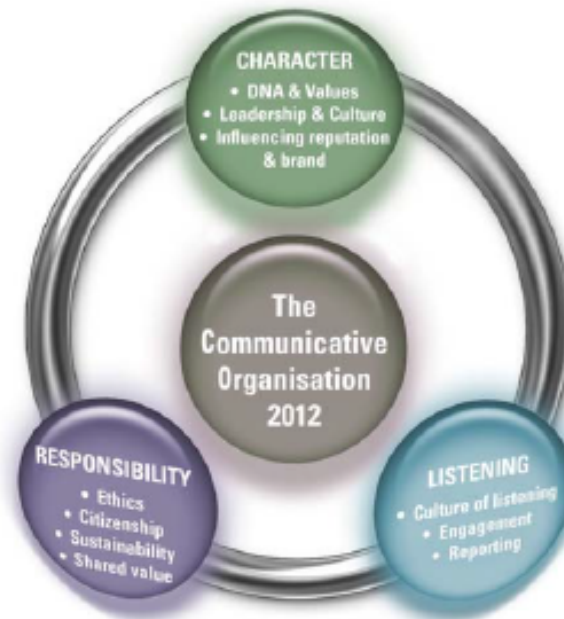 CHARACTER
• DNA & Values
• Leadership & Culture
• Influencing reputation
& brand
The
Communicative
Organisation
2012
RESPONSIBILITY
• Ethics
• Citizenship
• Sustainability
• Shared value
LISTENING
• Culture of listening
• Engagement
• Reporting